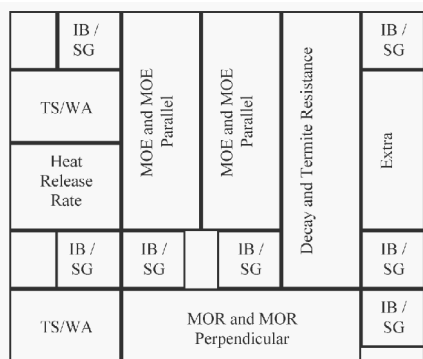 IB /
SG
IB /
SG
TS/WA
MOE and MOE
Parallel
MOE and MOE
Parallel
Decay and Termite Resistance
Extra
Heat
Release
Rate
IB /
SG
IB /
SG
IB /
SG
IB /
SG
TS/WA
MOR and MOR
Perpendicular
IB /
SG